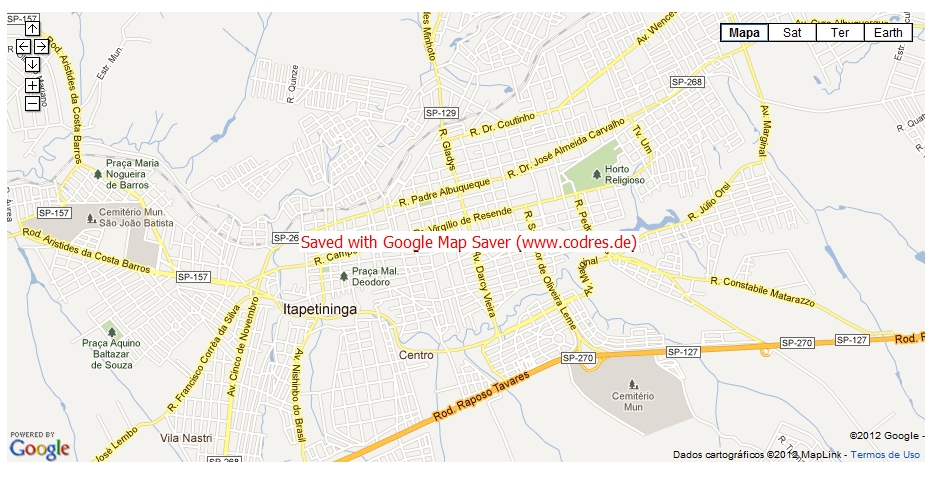 SP-157
Mapa Sat Ter Earth
Rod. Aristides da Costa Barros
Estr. Mun.
R. Quinze
Av. Wences
SP-268
SP-129
R. Dr. Coutinho
R. Gladys
Av. Marginal
Tv. Um
R. Dr. José Almeida Carvalho
Praça Maria
Nogueira
de Barros
Horto
Religioso
R. Padre Albuquerque
R. Júlio Orsi
SP-157
Cemitério Mun.
São João Batista
Virgílio de Resende
Rod. Aristides da Costa Barros
Saved with Google Map Saver (www.codres.de)
SP-157
Praça Mal.
Deodoro
Av. Darcy Vieira
R. Constabile Matarazzo
Itapetininga
R. Francisco Corrêa da Silva
Av. Cinco de Novembro
Praça Aquino
Baltazar
de Souza
Centro
Av. Nishinbo do Brasil
SP-270
SP-127
SP-270
SP-127
Rod.
Rod. Raposo Tavares
Cemitério
Mun
José Lembo
Vila Nastri
SP-268
POWERED BY
Google
©2012 Google -
Dados cartográficos ©2012 MapLink - Termos de Uso